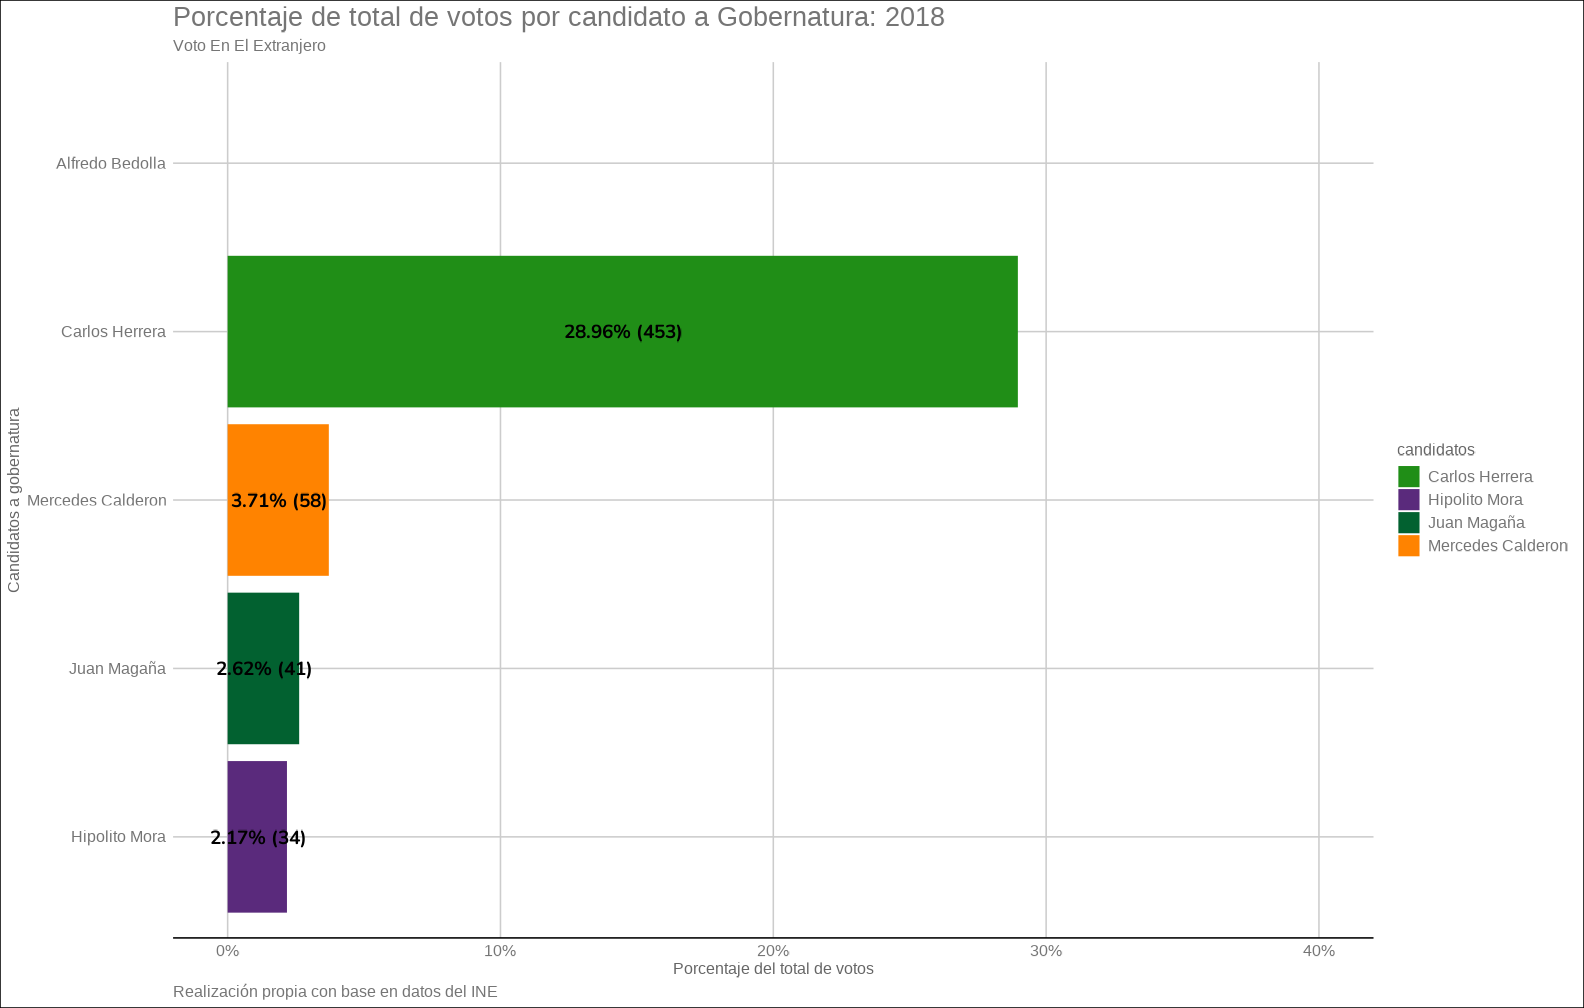 Porcentaje de total de votos por candidato a Gobernatura: 2018
Voto En El Extranjero
Candidatos a gobernatura
Alfredo Bedolla
Carlos Herrera
28.96% (453)
Mercedes Calderon
3.71% (58)
Juan Magaña
2.62% (41)
Hipolito Mora
2.17% (34)
0% 10% 20% 30% 40%
Porcentaje del total de votos
candidatos
Carlos Herrera
Hipolito Mora
Juan Magaña
Mercedes Calderon
Realización propia con base en datos del INE